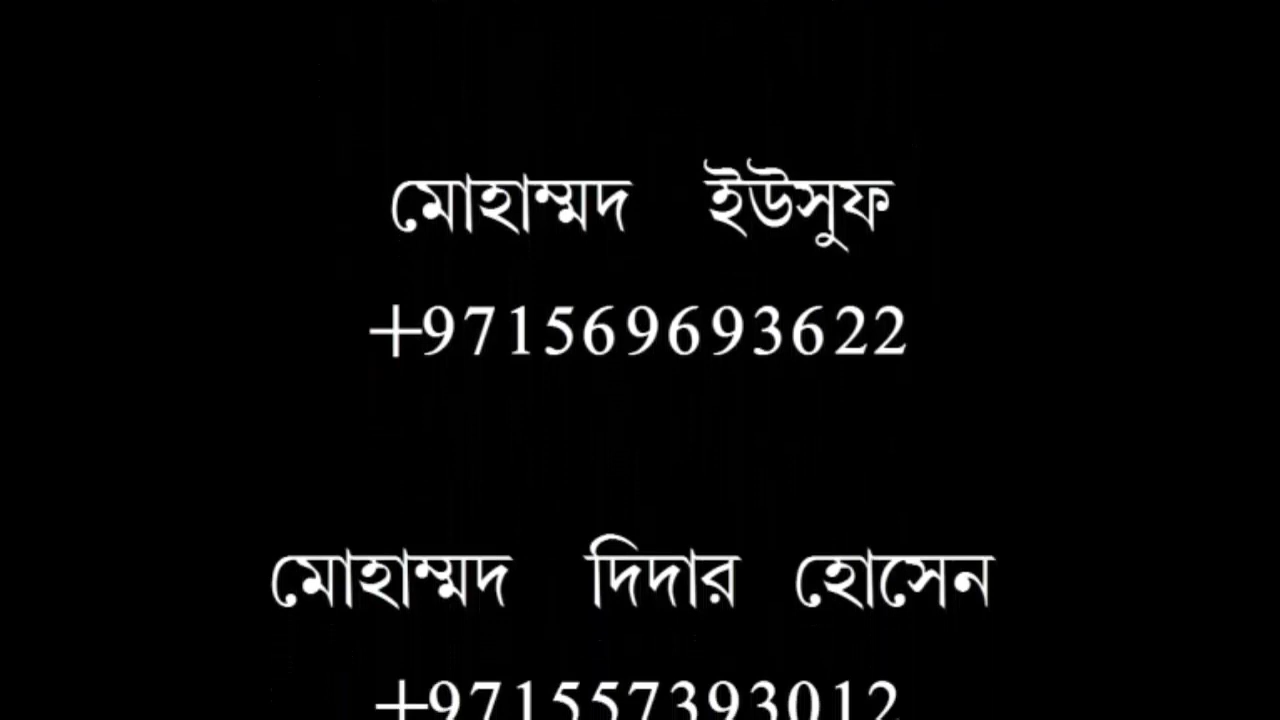 মোহাম্মদ ইউসুফ
+971569693622
মোহাম্মদ দিদার হোসেন
+971557393012